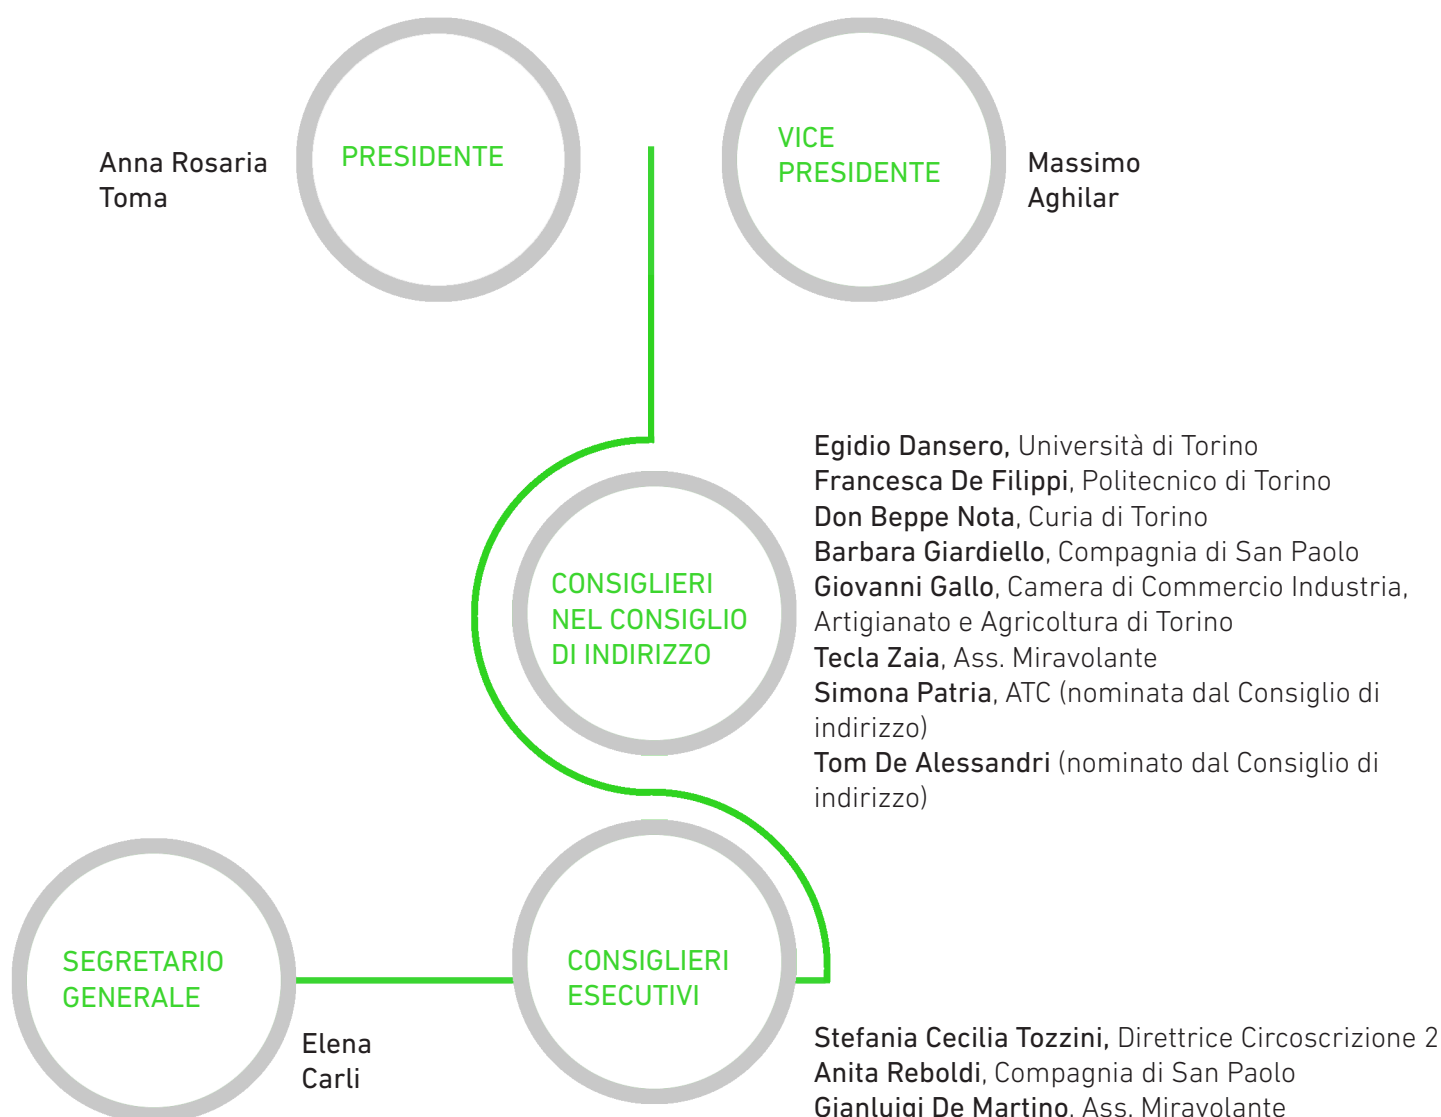 Anna Rosaria
Toma
PRESIDENTE
VICE
PRESIDENTE
Massimo
Aghilar
CONSIGLIERI
NEL CONSIGLIO
DI INDIRIZZO
Egidio Dansero, Università di Torino
Francesca De Filippi, Politecnico di Torino
Don Beppe Nota, Curia di Torino
Barbara Giardiello, Compagnia di San Paolo
Giovanni Gallo, Camera di Commercio Industria,
Artigianato e Agricoltura di Torino
Tecla Zaia, Ass. Miravolante
Simona Patria, ATC (nominata dal Consiglio di
indirizzo)
Tom De Alessandri (nominato dal Consiglio di
indirizzo)
SEGRETARIO
GENERALE
Elena
Carli
CONSIGLIERI
ESECUTIVI
Stefania Cecilia Tozzini, Direttrice Circoscrizione 2
Anita Reboldi, Compagnia di San Paolo
Gianluigi De Martino, Ass. Miravolante